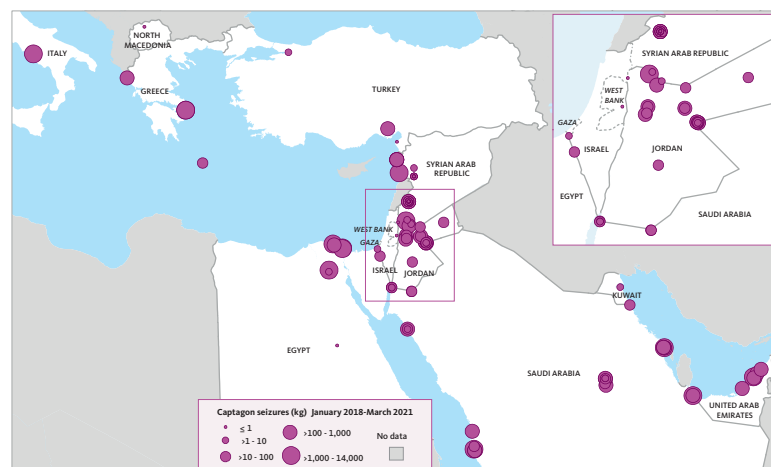 NORTH
MACEDONIA
ITALY
GREECE
TURKEY
SYRIAN ARAB
REPUBLIC
WEST BANK
GAZA
ISRAEL
JORDAN
EGYPT
SAUDI ARABIA
KUWAIT
UNITED ARAB
EMIRATES
SYRIAN ARAB REPUBLIC
WEST
BANK
GAZA
ISRAEL
JORDAN
EGYPT
SAUDI ARABIA
Captagon seizures (kg) January 2018-March 2021
≤ 1
>1 - 10
>10 - 100
>100 - 1,000
>1,000 - 14,000
No data